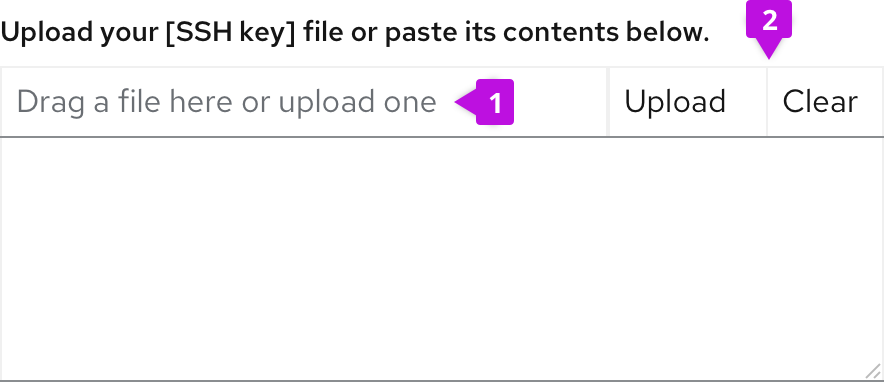 Upload your [SSH key] file or paste its contents below.
2
Drag a file here or upload one
1
Upload
Clear